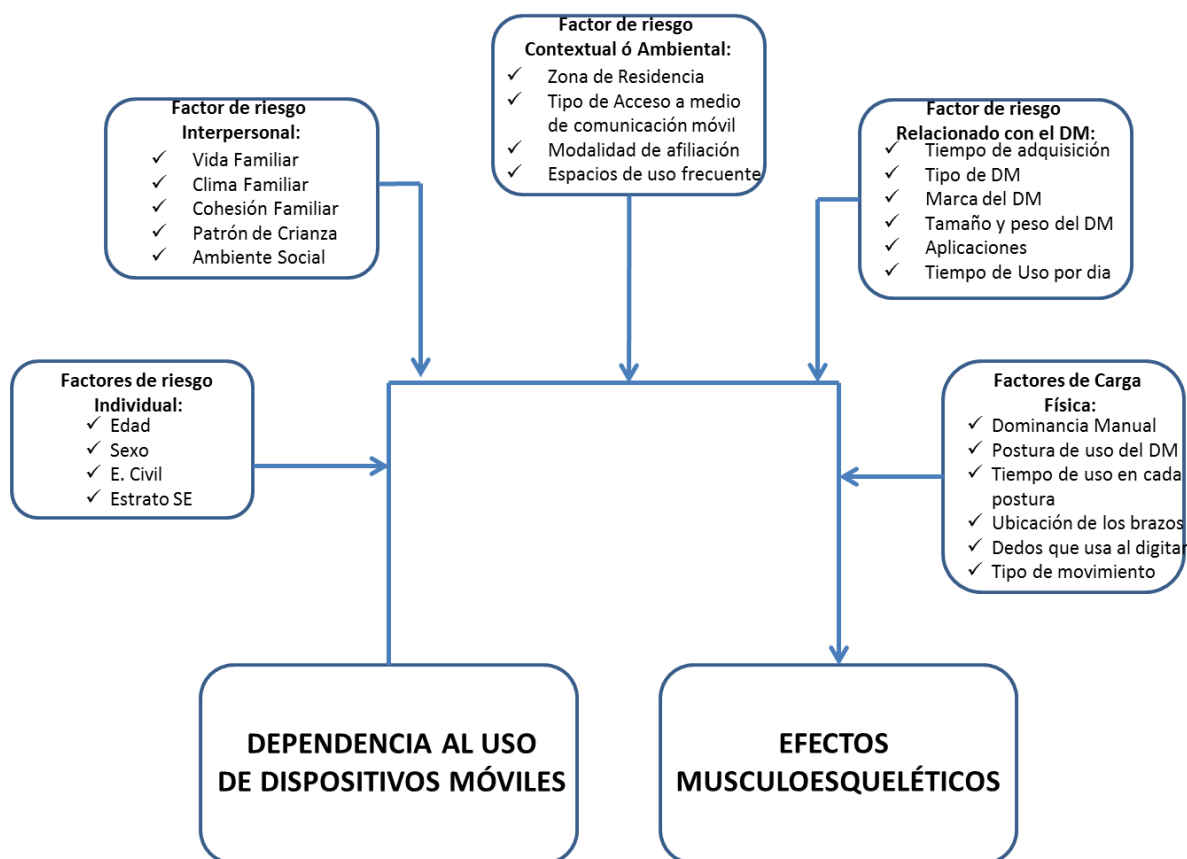 Factor de riesgo
Contextual ó Ambiental:
✓ Zona de Residencia
✓ Tipo de Acceso a medio
de comunicación móvil
✓ Modalidad de afiliación
✓ Espacios de uso frecuente
Factor de riesgo
Interpersonal:
✓ Vida Familiar
✓ Clima Familiar
✓ Cohesión Familiar
✓ Patrón de Crianza
✓ Ambiente Social
Factor de riesgo
Relacionado con el DM:
✓ Tiempo de adquisición
✓ Tipo de DM
✓ Marca del DM
✓ Tamaño y peso del DM
✓ Aplicaciones
✓ Tiempo de Uso por dia
Factores de riesgo
Individual:
✓ Edad
✓ Sexo
✓ E. Civil
✓ Estrato SE
Factores de Carga
Física:
✓ Dominancia Manual
✓ Postura de uso del DM
✓ Tiempo de uso en cada
postura
✓ Ubicación de los brazos
✓ Dedos que usa al digitar
✓ Tipo de movimiento
DEPENDENCIA AL USO
DE DISPOSITIVOS MÓVILES
EFECTOS
MUSCULOESQUELÉTICOS